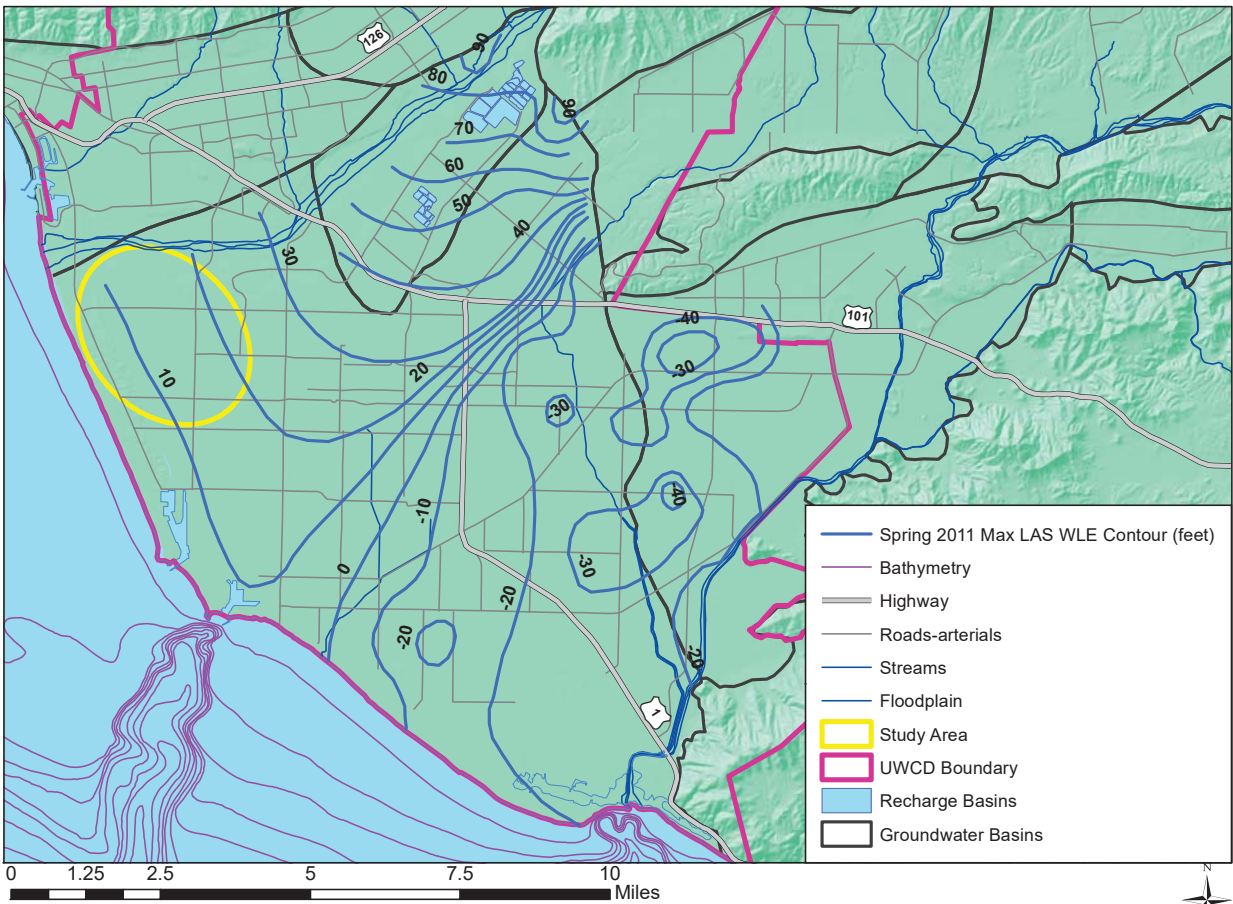 126
90
80
90
70
60
50
40
30
20
10
101
-40
-30
-30
-40
-30
-10
0
-20
-20
-20
1
Spring 2011 Max LAS WLE Contour (feet)
Bathymetry
Highway
Roads-arterials
Streams
Floodplain
Study Area
UWCD Boundary
Recharge Basins
Groundwater Basins
0 1.25 2.5 5 7.5 10
Miles
N